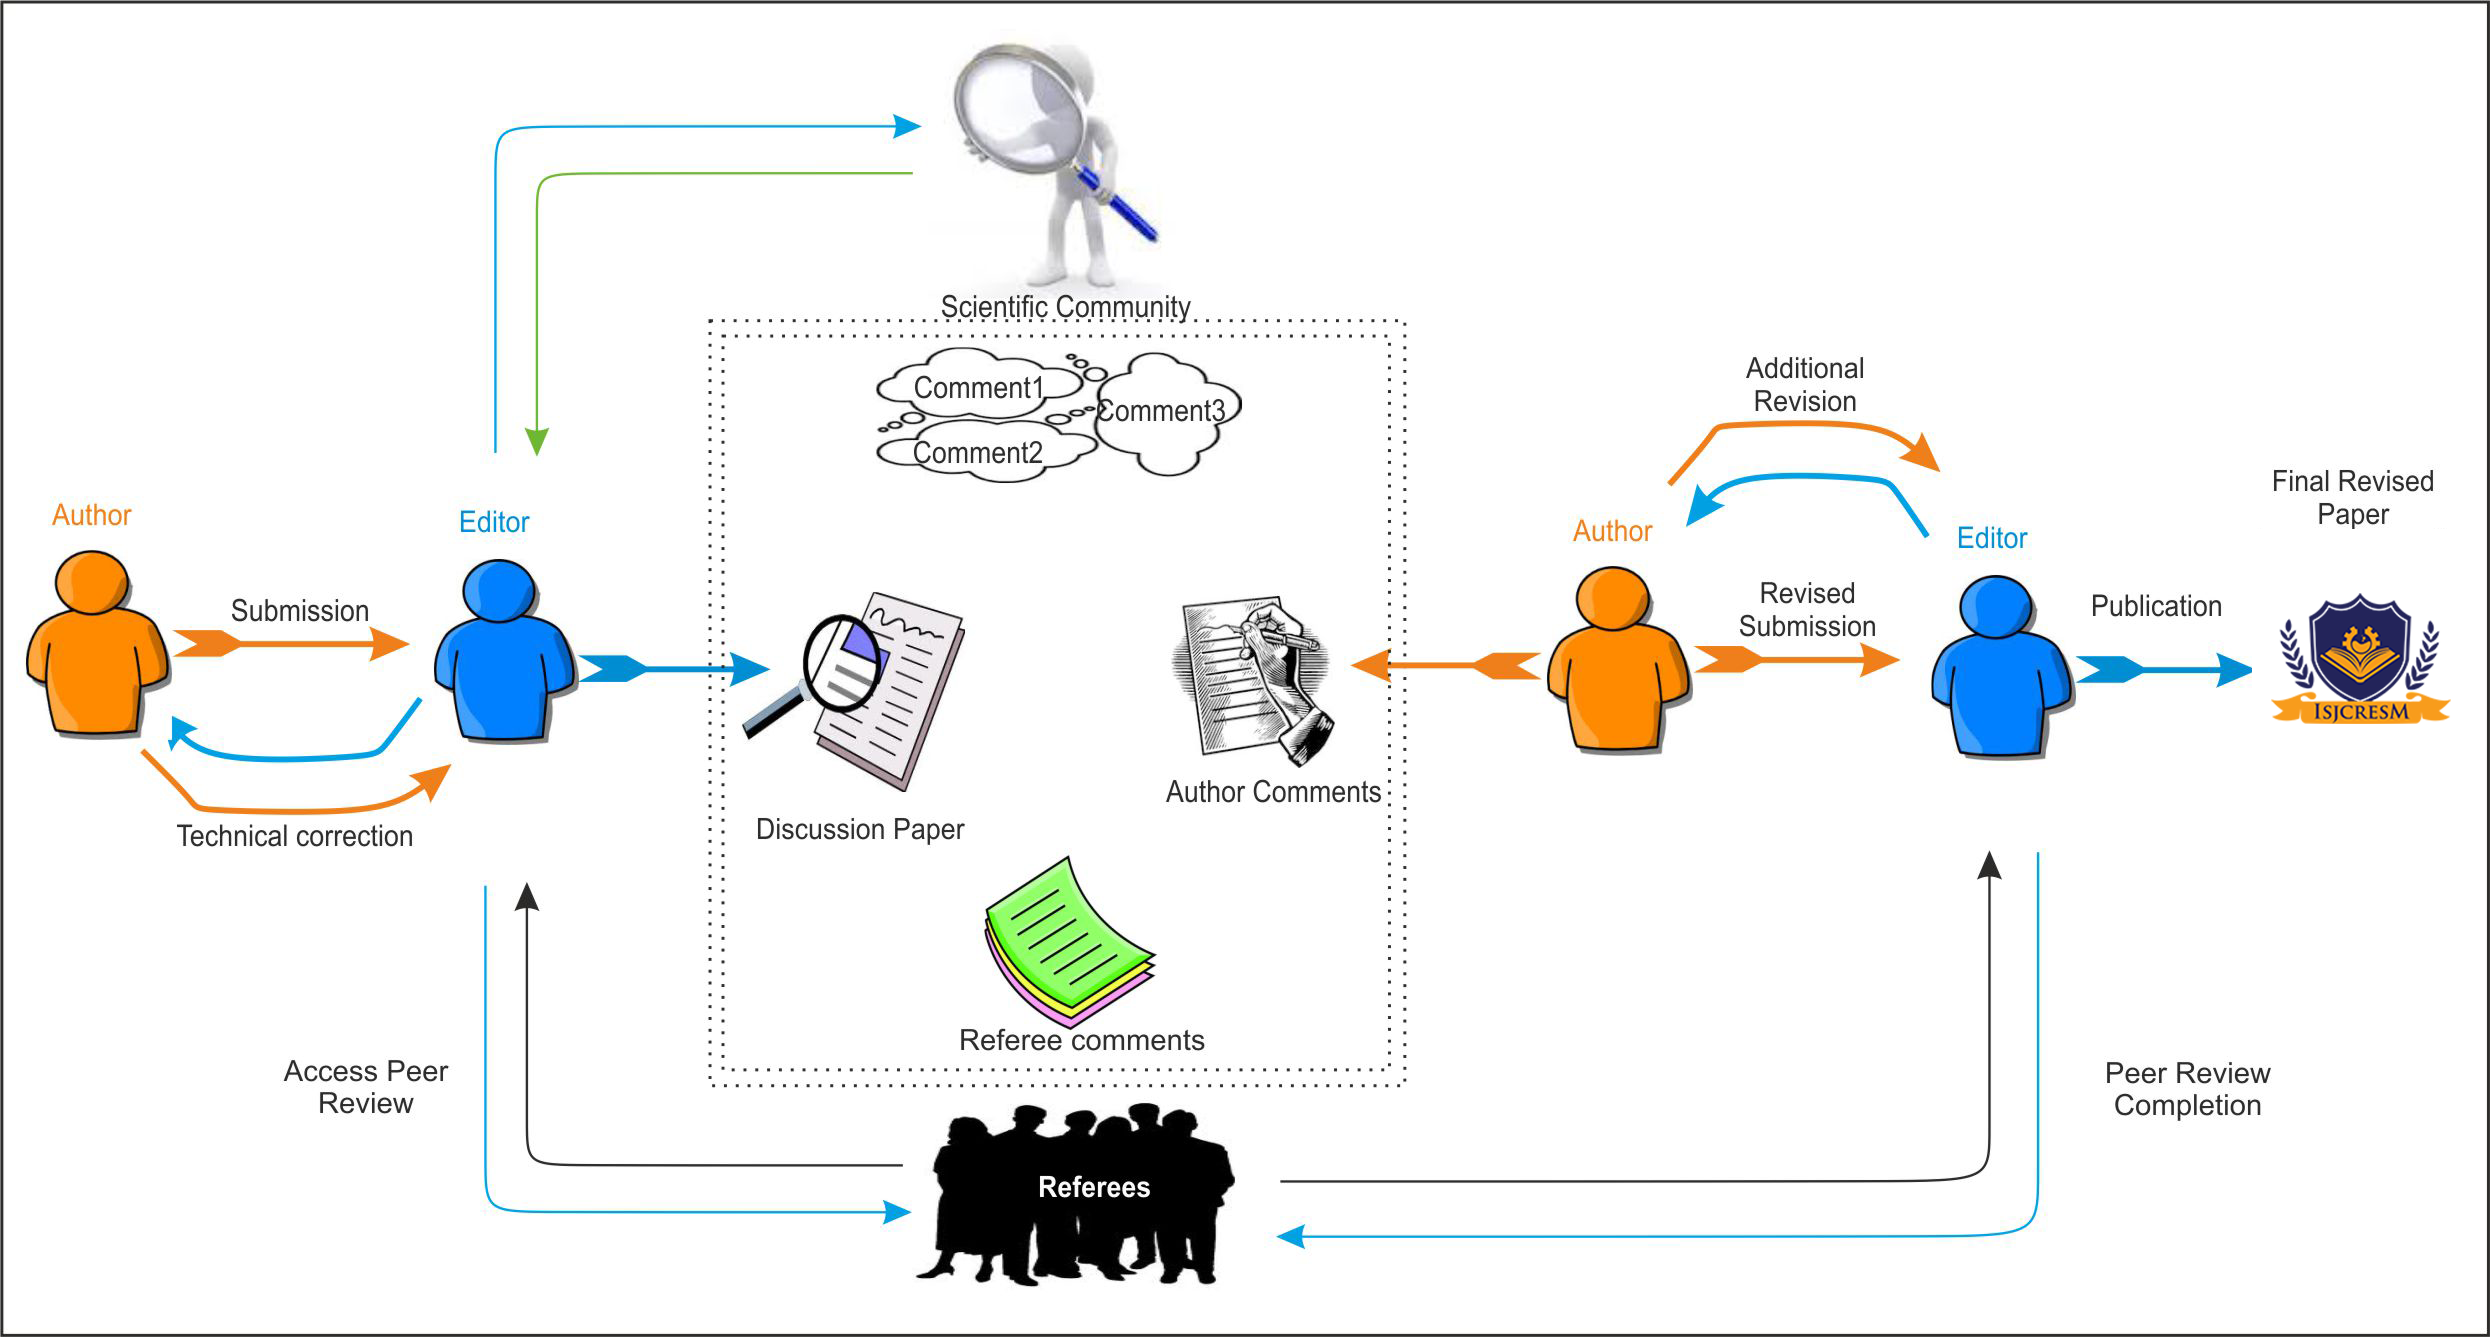 Scientific Community
Comment1
Comment3
Comment2
Additional
Revision
Final Revised
Paper
Author
Editor
Author
Editor
Submission
Revised
Submission
Publication
ISJCRESM
Technical correction
Discussion Paper
Author Comments
Referee comments
Access Peer
Review
Peer Review
Completion
Referees